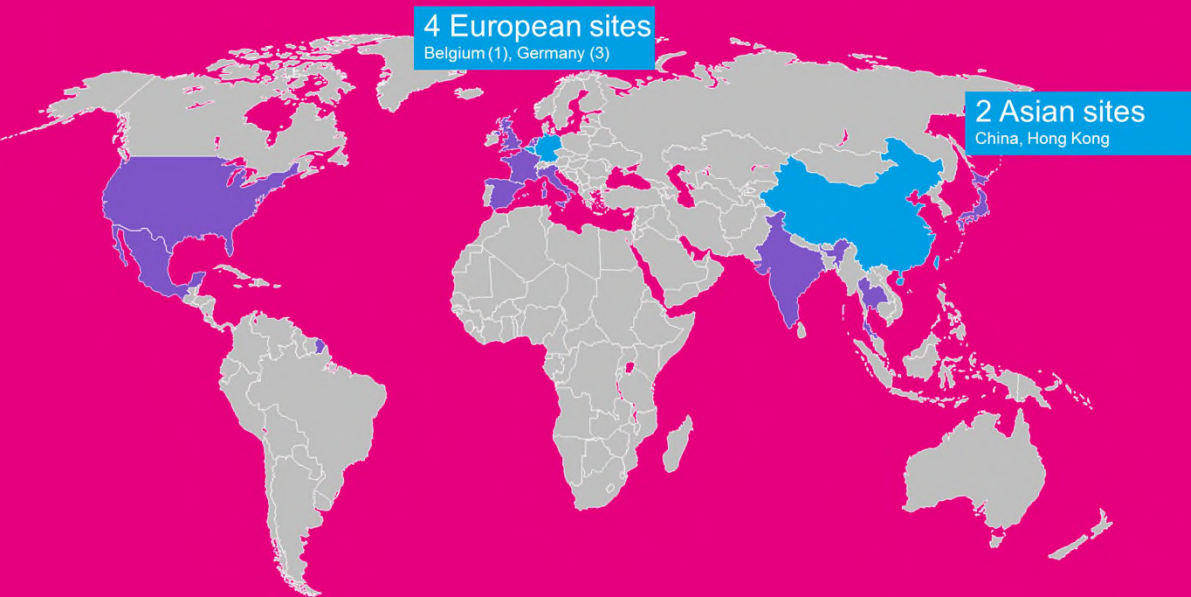 4 European sites
Belgium (1), Germany (3)
2 Asian sites
China, Hong Kong